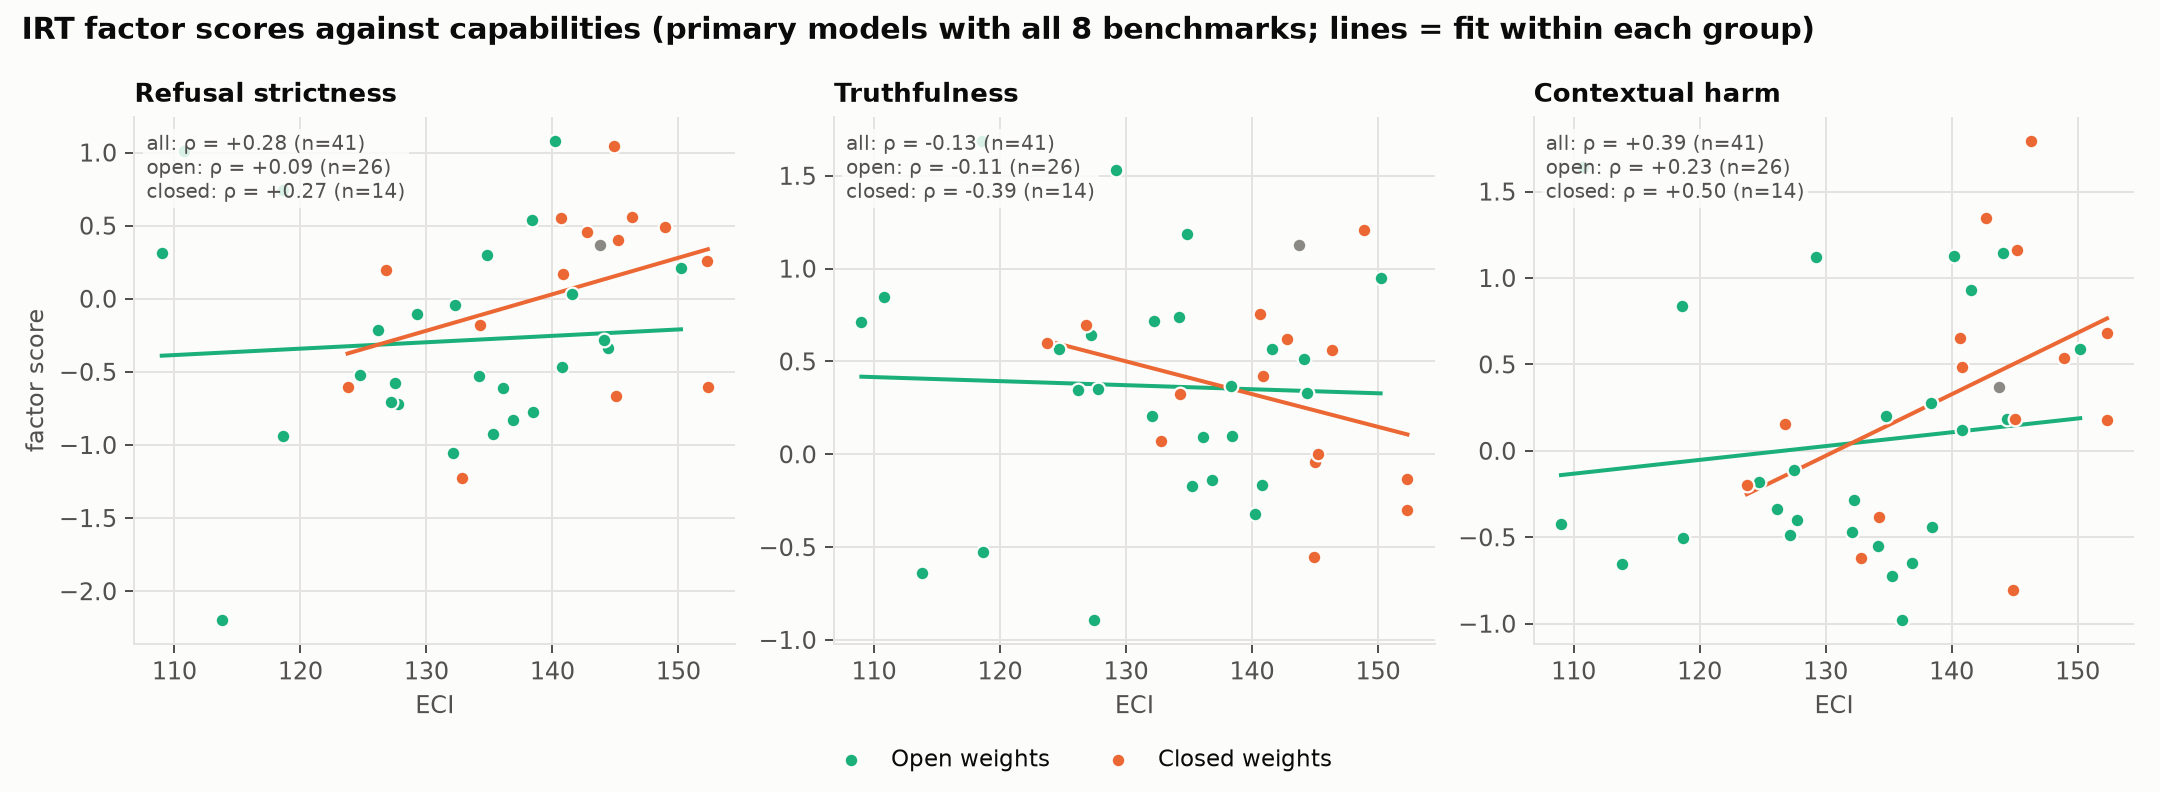 IRT factor scores against capabilities (primary models with all 8 benchmarks; lines = fit within each group)
Refusal strictness
all: ρ = +0.28 (n=41)
open: ρ = +0.09 (n=26)
closed: ρ = +0.27 (n=14)
1.0
0.5
0.0
−0.5
−1.0
−1.5
−2.0
factor score
110 120 130 140 150
ECI
Truthfulness
all: ρ = -0.13 (n=41)
open: ρ = -0.11 (n=26)
closed: ρ = -0.39 (n=14)
1.5
1.0
0.5
0.0
−0.5
−1.0
110 120 130 140 150
ECI
Contextual harm
all: ρ = +0.39 (n=41)
open: ρ = +0.23 (n=26)
closed: ρ = +0.50 (n=14)
1.5
1.0
0.5
0.0
−0.5
−1.0
110 120 130 140 150
ECI
Open weights
Closed weights